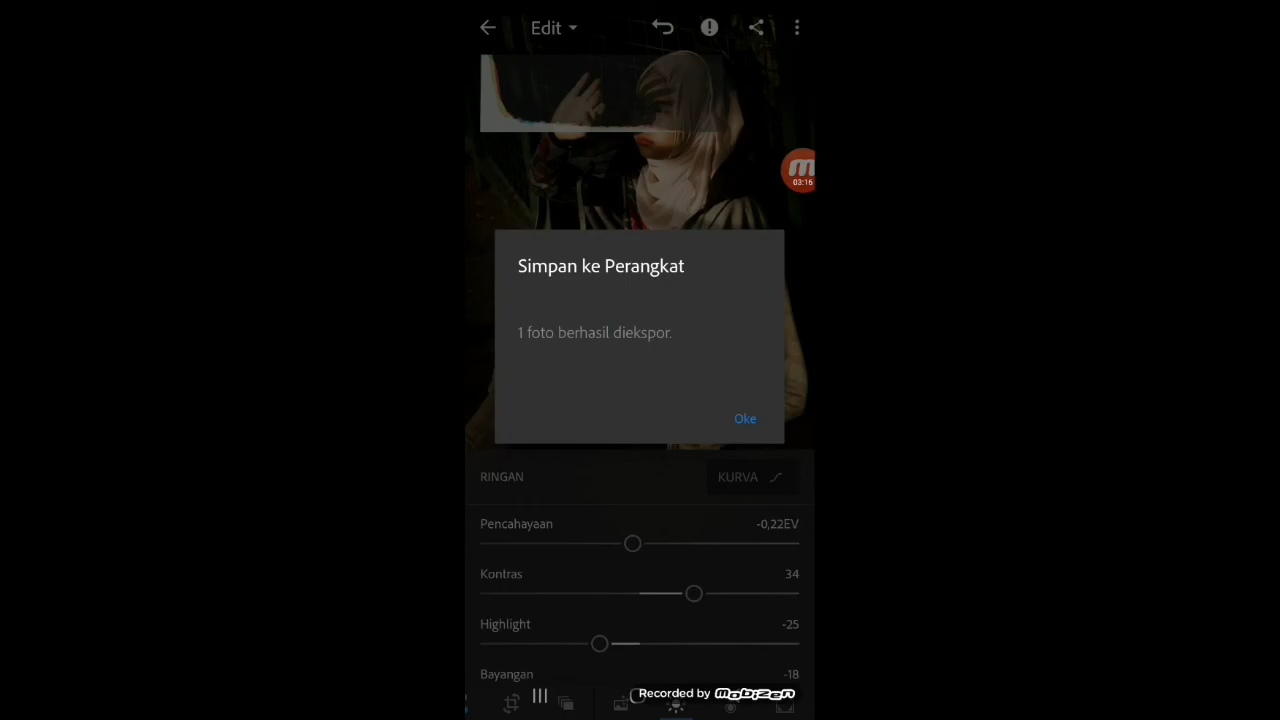 Edit
03:16
Simpan ke Perangkat
1 foto berhasil diekspor.
Oke
RINGAN
KURVA
Pencahayaan
-0,22EV
Kontras
34
Highlight
-25
Bayangan
-18
Recorded by mobizen